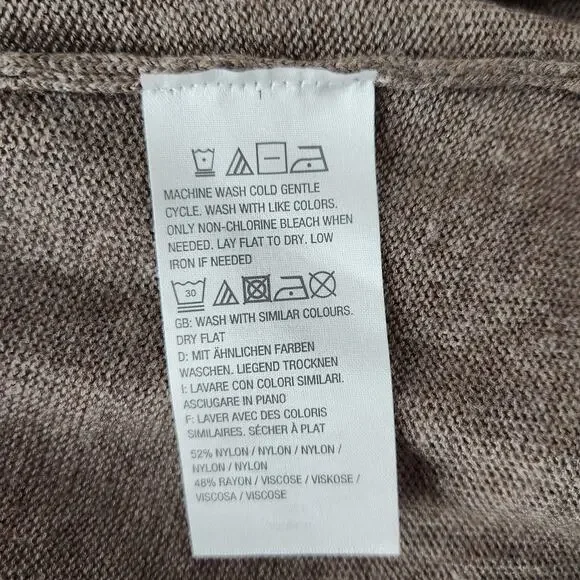 MACHINE WASH COLD GENTLE
CYCLE. WASH WITH LIKE COLORS.
ONLY NON-CHLORINE BLEACH WHEN
NEEDED. LAY FLAT TO DRY. LOW
IRON IF NEEDED
30
GB: WASH WITH SIMILAR COLOURS.
DRY FLAT
D: MIT ÄHNLICHEN FARBEN
WASCHEN. LIEGEND TROCKNEN
I: LAVARE CON COLORI SIMILARI.
ASCIUGARE IN PIANO
F: LAVER AVEC DES COLORIS
SIMILAIRES. SÉCHER À PLAT
52% NYLON / NYLON / NYLON /
NYLON / NYLON
48% RAYON / VISCOSE / VISKOSE /
VISCOSA / VISCOSE